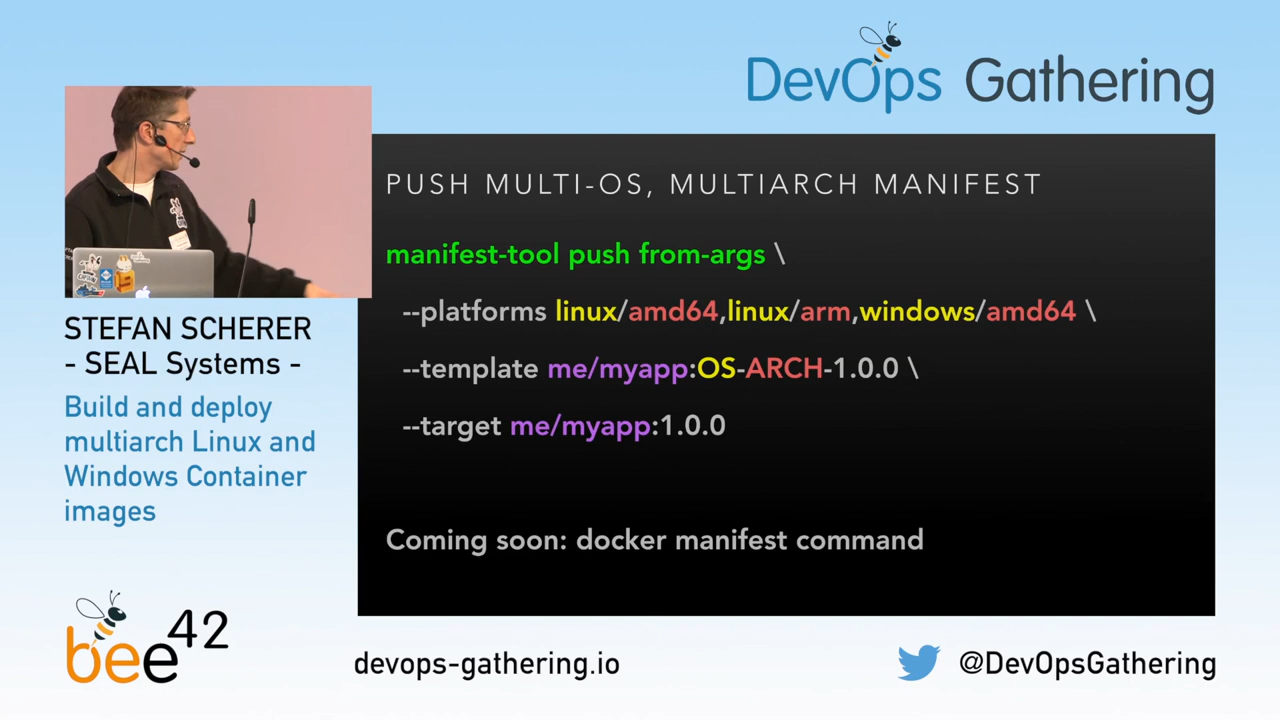 DevOps Gathering
PUSH MULTI-OS, MULTIARCH MANIFEST
manifest-tool push from-args \
--platforms linux/amd64,linux/arm,windows/amd64 \
--template me/myapp:OS-ARCH-1.0.0 \
--target me/myapp:1.0.0
Coming soon: docker manifest command
STEFAN SCHERER
- SEAL Systems -
Build and deploy
multiarch Linux and
Windows Container
images
bee42
devops-gathering.io
@DevOpsGathering